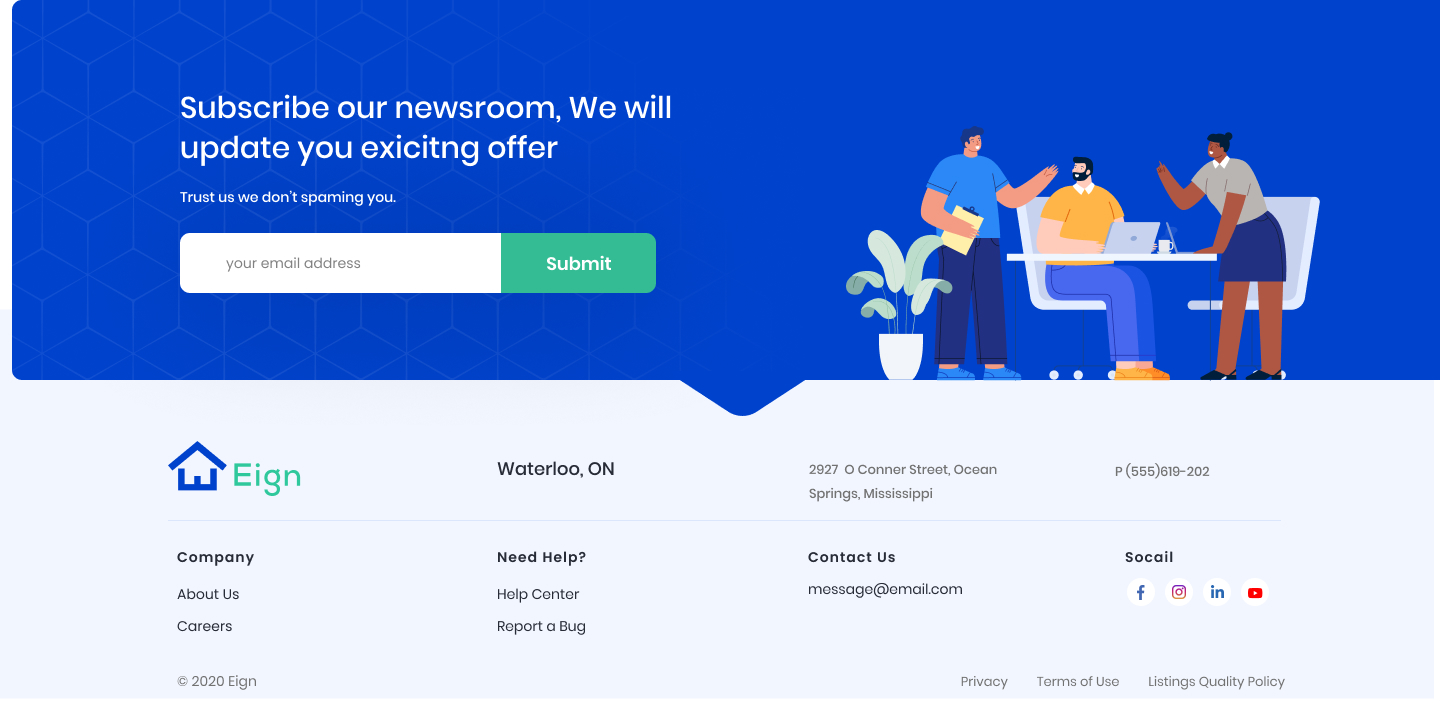 Subscribe our newsroom, We will
update you exicitng offer
Trust us we don't spaming you.
your email address
Submit
Eign
Waterloo, ON
2927 O Conner Street, Ocean
Springs, Mississippi
P (555)619-202
Company
About Us
Careers
Need Help?
Help Center
Report a Bug
Contact Us
message@email.com
Socail
© 2020 Eign
Privacy
Terms of Use
Listings Quality Policy